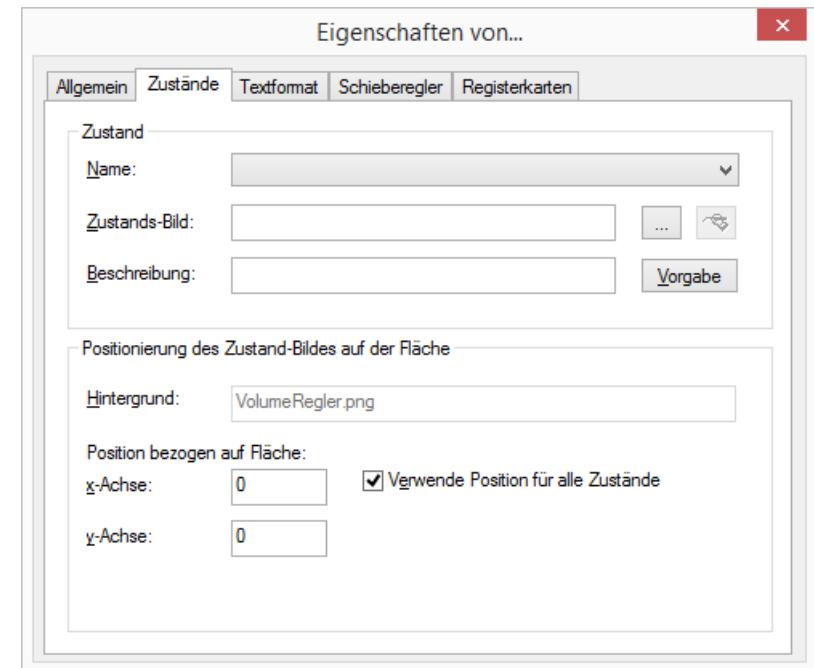 Eigenschaften von...
Allgemein Zustände Textformat Schieberegler Registerkarten
Zustand
Name:
Zustands-Bild: ...
Beschreibung: Vorgabe
Positionierung des Zustand-Bildes auf der Fläche
Hintergrund: VolumeRegler.png
Position bezogen auf Fläche:
x-Achse: 0 Verwende Position für alle Zustände
y-Achse: 0